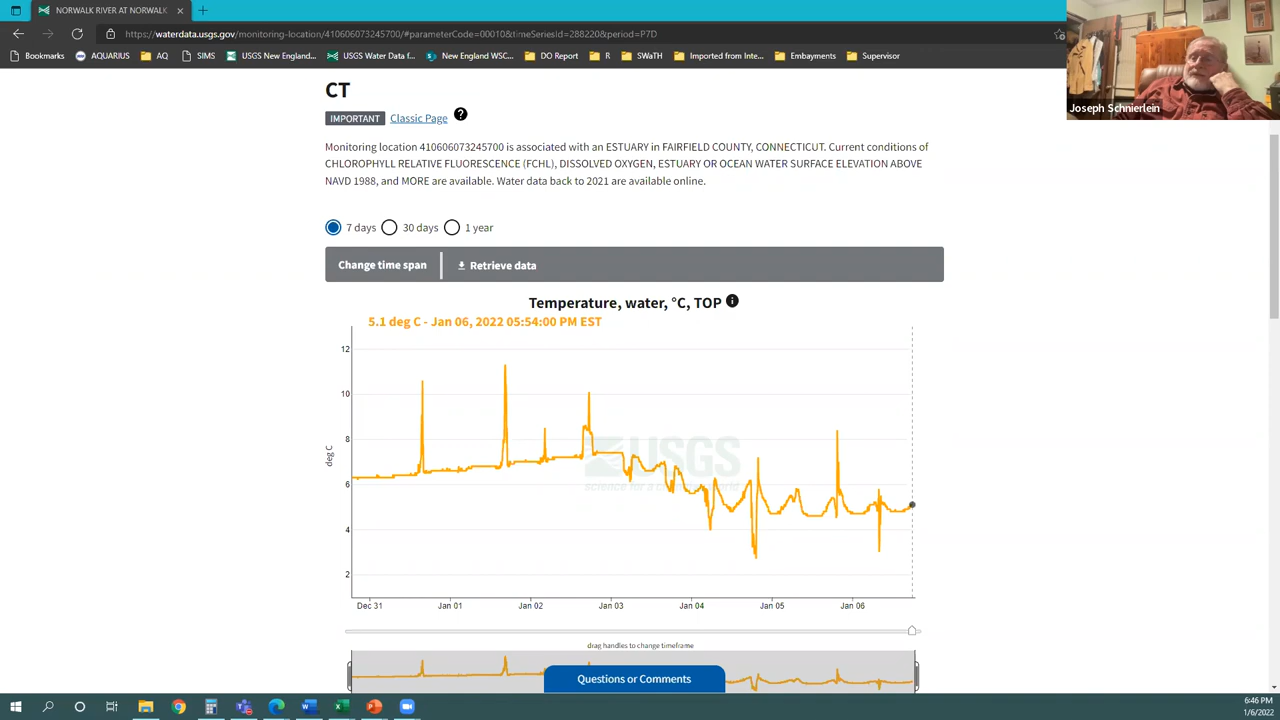 NORWALK RIVER AT NORWALK
https://waterdata.usgs.gov/monitoring-location/410606073245700/#parameterCode=00010&timeSeriesId=288220&period=P7D
Bookmarks AQUARIUS AQ SIMS USGS New England... USGS Water Data f... New England WSC... DO Report R SWaTH Imported from Inte... Embayments Supervisor
Joseph Schnierlein
CT
IMPORTANT Classic Page ?
Monitoring location 410606073245700 is associated with an ESTUARY in FAIRFIELD COUNTY, CONNECTICUT. Current conditions of
CHLOROPHYLL RELATIVE FLUORESCENCE (FCHL), DISSOLVED OXYGEN, ESTUARY OR OCEAN WATER SURFACE ELEVATION ABOVE
NAVD 1988, and MORE are available. Water data back to 2021 are available online.
7 days 30 days 1 year
Change time span Retrieve data
Temperature, water, °C, TOP
5.1 deg C - Jan 06, 2022 05:54:00 PM EST
12
10
8
6
4
2
deg C
USGS
science for a changing world
Dec 31 Jan 01 Jan 02 Jan 03 Jan 04 Jan 05 Jan 06
drag handles to change timeframe
Questions or Comments
6:46 PM
1/6/2022